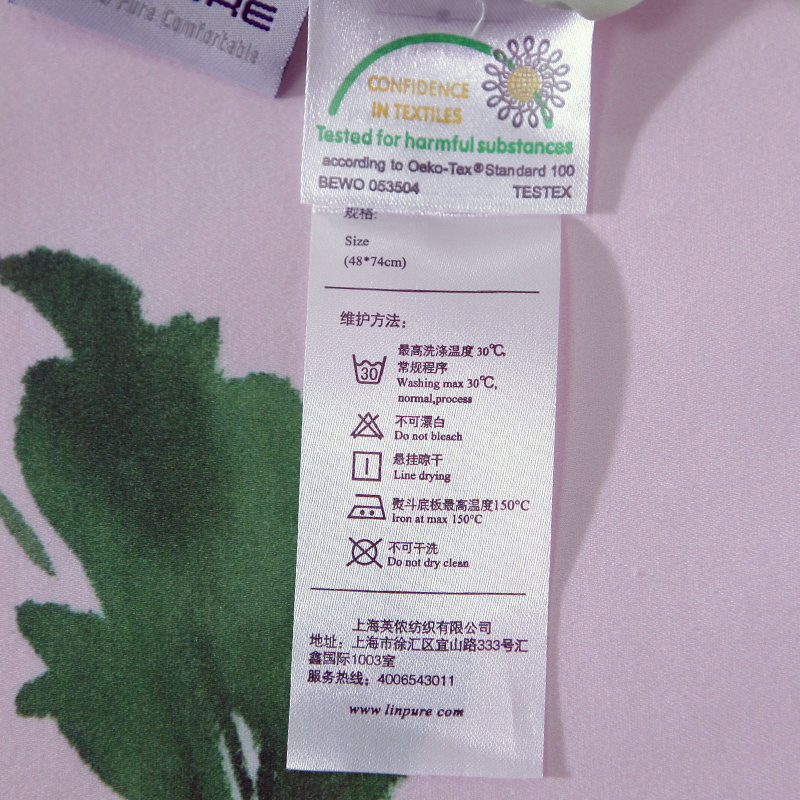 Pure Comfortable
CONFIDENCE
IN TEXTILES
Tested for harmful substances
according to Oeko-Tex®Standard 100
BEWO 053504 TESTEX
规格:
Size
(48*74cm)
维护方法：
30
最高洗涤温度 30℃,
常规程序
Washing max 30℃,
normal,process
不可漂白
Do not bleach
悬挂晾干
Line drying
熨斗底板最高温度150°C
Iron at max 150°C
不可干洗
Do not dry clean
上海英侬纺织有限公司
地址：上海市徐汇区宜山路333号汇
鑫国际1003室
服务热线：4006543011
www linpure com